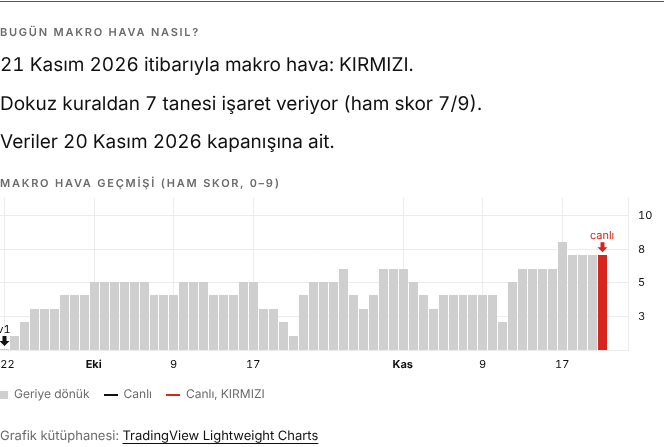 BUGÜN MAKRO HAVA NASIL?
21 Kasım 2026 itibarıyla makro hava: KIRMIZI.
Dokuz kuraldan 7 tanesi işaret veriyor (ham skor 7/9).
Veriler 20 Kasım 2026 kapanışına ait.
MAKRO HAVA GEÇMİŞİ (HAM SKOR, 0–9)
10
canlı
8
5
3
v1
22 Eki 9 17 Kas 9 17
Geriye dönük Canlı Canlı, KIRMIZI
Grafik kütüphanesi: TradingView Lightweight Charts